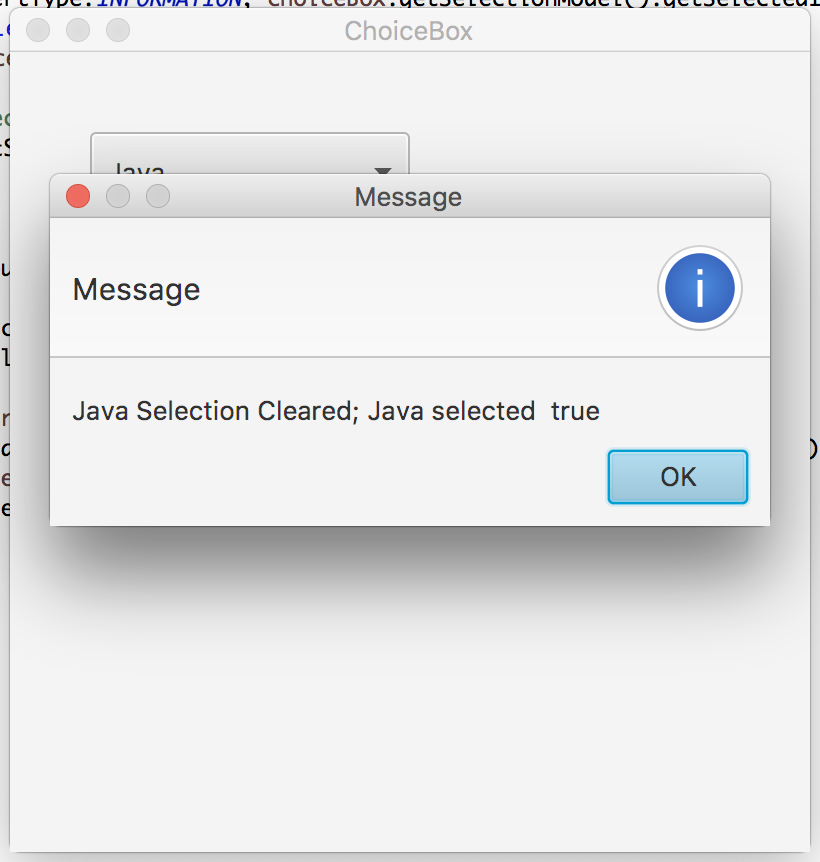 ChoiceBox
Java
Message
Message
i
Java Selection Cleared; Java selected  true
OK